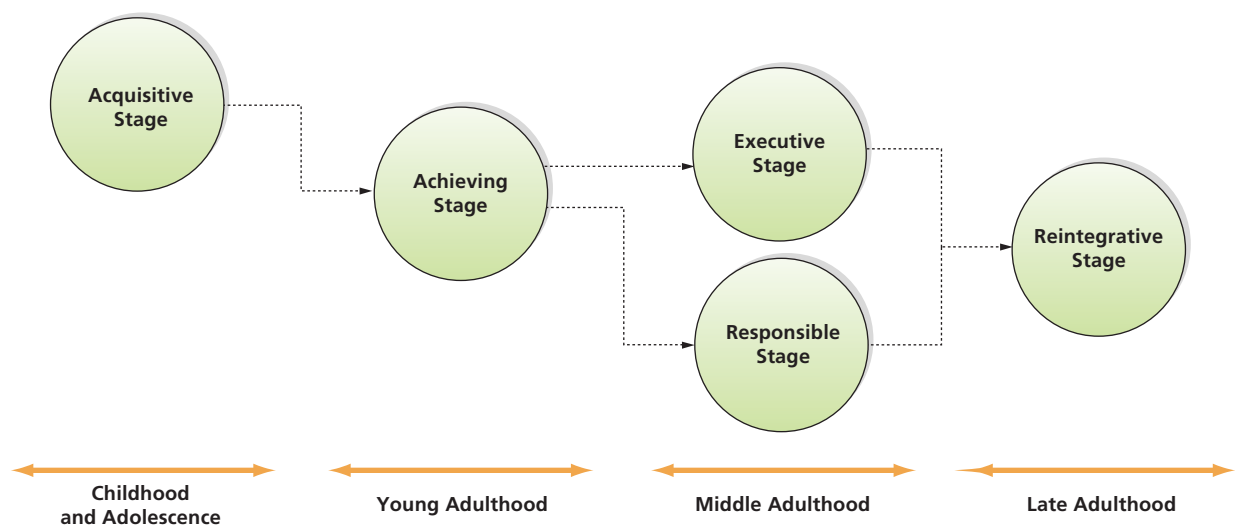 Acquisitive
Stage
Achieving
Stage
Executive
Stage
Responsible
Stage
Reintegrative
Stage
Childhood
and Adolescence
Young Adulthood
Middle Adulthood
Late Adulthood